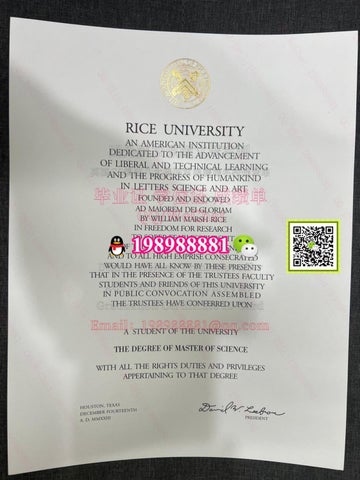 RICE UNIVERSITY
AN AMERICAN INSTITUTION
DEDICATED TO THE ADVANCEMENT
OF LIBERAL AND TECHNICAL LEARNING
AND THE PROGRESS OF HUMANKIND
IN LETTERS SCIENCE AND ART
FOUNDED AND ENDOWED
AD MAIOREM DEI GLORIAM
BY WILLIAM MARSH RICE
IN FREEDOM FOR RESEARCH
198988881
AND TO ALL HIGH EMPRISE CONSECRATED
WOULD HAVE ALL KNOW BY THESE PRESENTS
THAT IN THE PRESENCE OF THE TRUSTEES FACULTY
STUDENTS AND FRIENDS OF THIS UNIVERSITY
IN PUBLIC CONVOCATION ASSEMBLED
THE TRUSTEES HAVE CONFERRED UPON
Email: 198988881@qq.com
A STUDENT OF THE UNIVERSITY
THE DEGREE OF MASTER OF SCIENCE
WITH ALL THE RIGHTS DUTIES AND PRIVILEGES
APPERTAINING TO THAT DEGREE
HOUSTON, TEXAS
DECEMBER FOURTEENTH
David W. Leebron
PRESIDENT